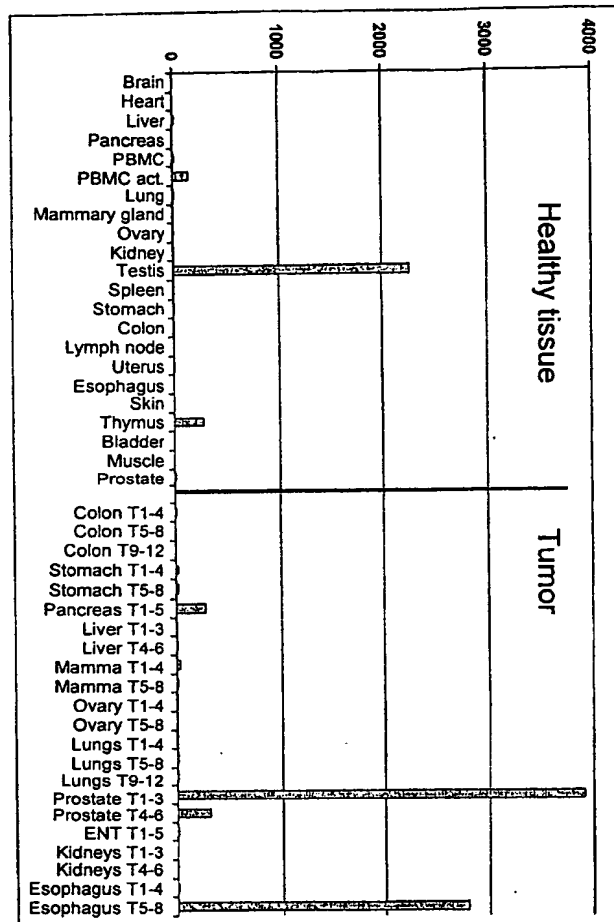 0
1000
2000
3000
4000
Healthy tissue
Brain
Heart
Liver
Pancreas
PBMC
PBMC act.
Lung
Mammary gland
Ovary
Kidney
Testis
Spleen
Stomach
Colon
Lymph node
Uterus
Esophagus
Skin
Thymus
Bladder
Muscle
Prostate
Tumor
Colon T1-4
Colon T5-8
Colon T9-12
Stomach T1-4
Stomach T5-8
Pancreas T1-5
Liver T1-3
Liver T4-6
Mamma T1-4
Mamma T5-8
Ovary T1-4
Ovary T5-8
Lungs T1-4
Lungs T5-8
Lungs T9-12
Prostate T1-3
Prostate T4-6
ENT T1-5
Kidneys T1-3
Kidneys T4-6
Esophagus T1-4
Esophagus T5-8